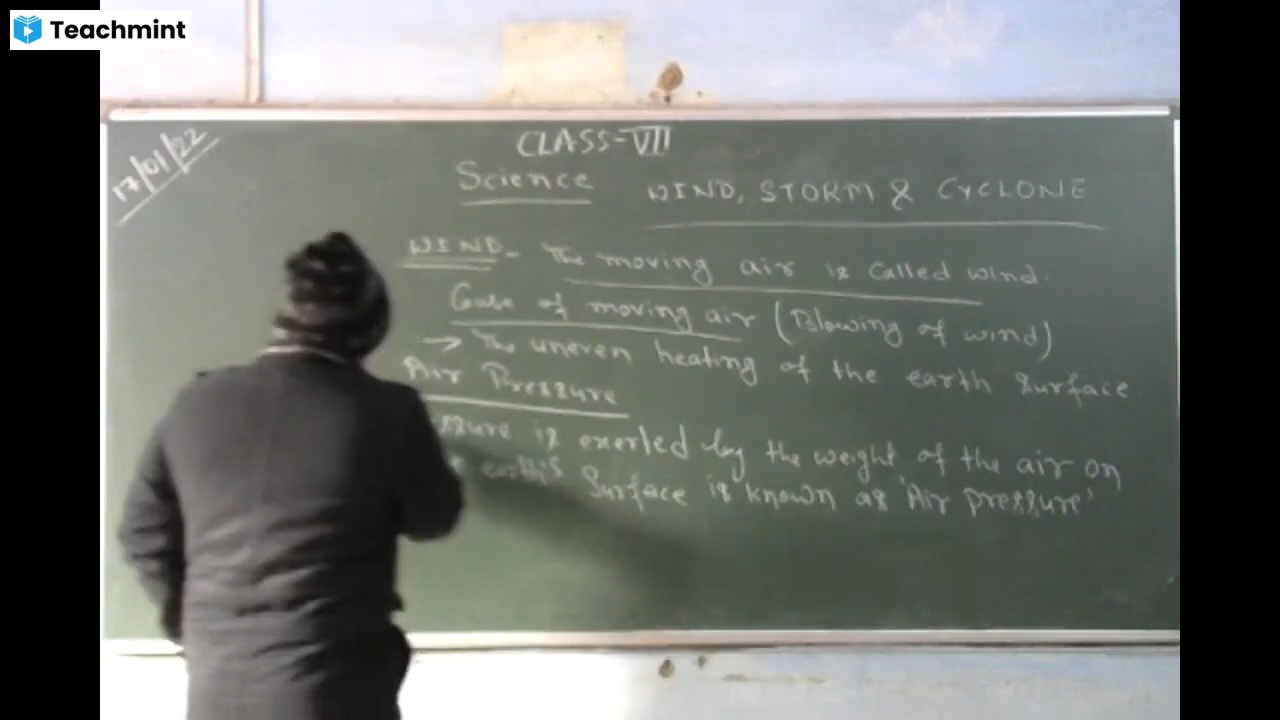 Teachmint
17/01/22
CLASS-VII
Science WIND, STORM & CYCLONE
WIND- The moving air is called wind.
of moving air (Blowing of wind)
→ The uneven heating of the earth surface
Air Pressure
is exerted by the weight of the air on
earth's Surface is known as 'Air pressure'